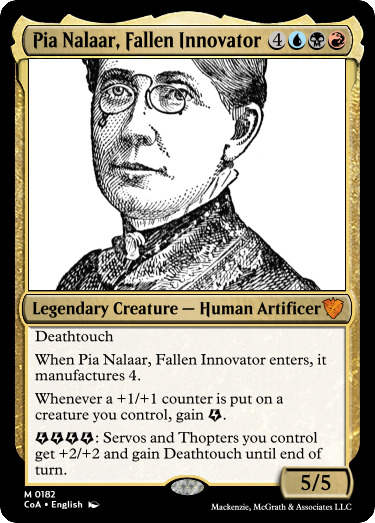 Pia Nalaar, Fallen Innovator 4
Legendary Creature — Human Artificer
Deathtouch
When Pia Nalaar, Fallen Innovator enters, it
manufactures 4.
Whenever a +1/+1 counter is put on a
creature you control, gain .
: Servos and Thopters you control
get +2/+2 and gain Deathtouch until end of
turn.
5/5
M 0182
CoA • English
Mackenzie, McGrath & Associates LLC